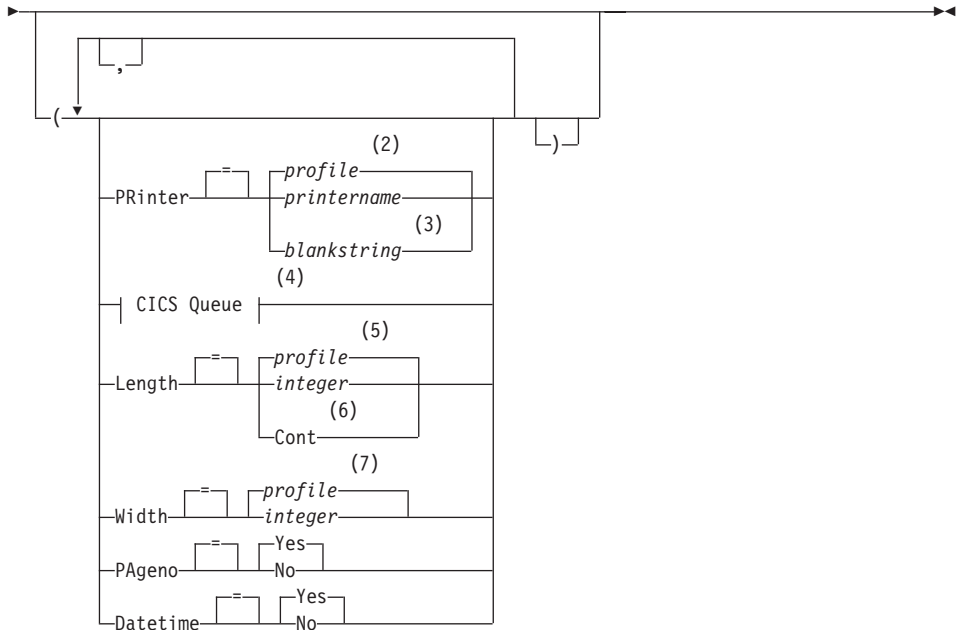 ,
(
)
(2)
=
profile
PRinter
printername
(3)
blankstring
(4)
CICS Queue
(5)
=
profile
Length
integer
(6)
Cont
(7)
=
profile
Width
integer
=
Yes
PAgeno
No
=
Yes
Datetime
No